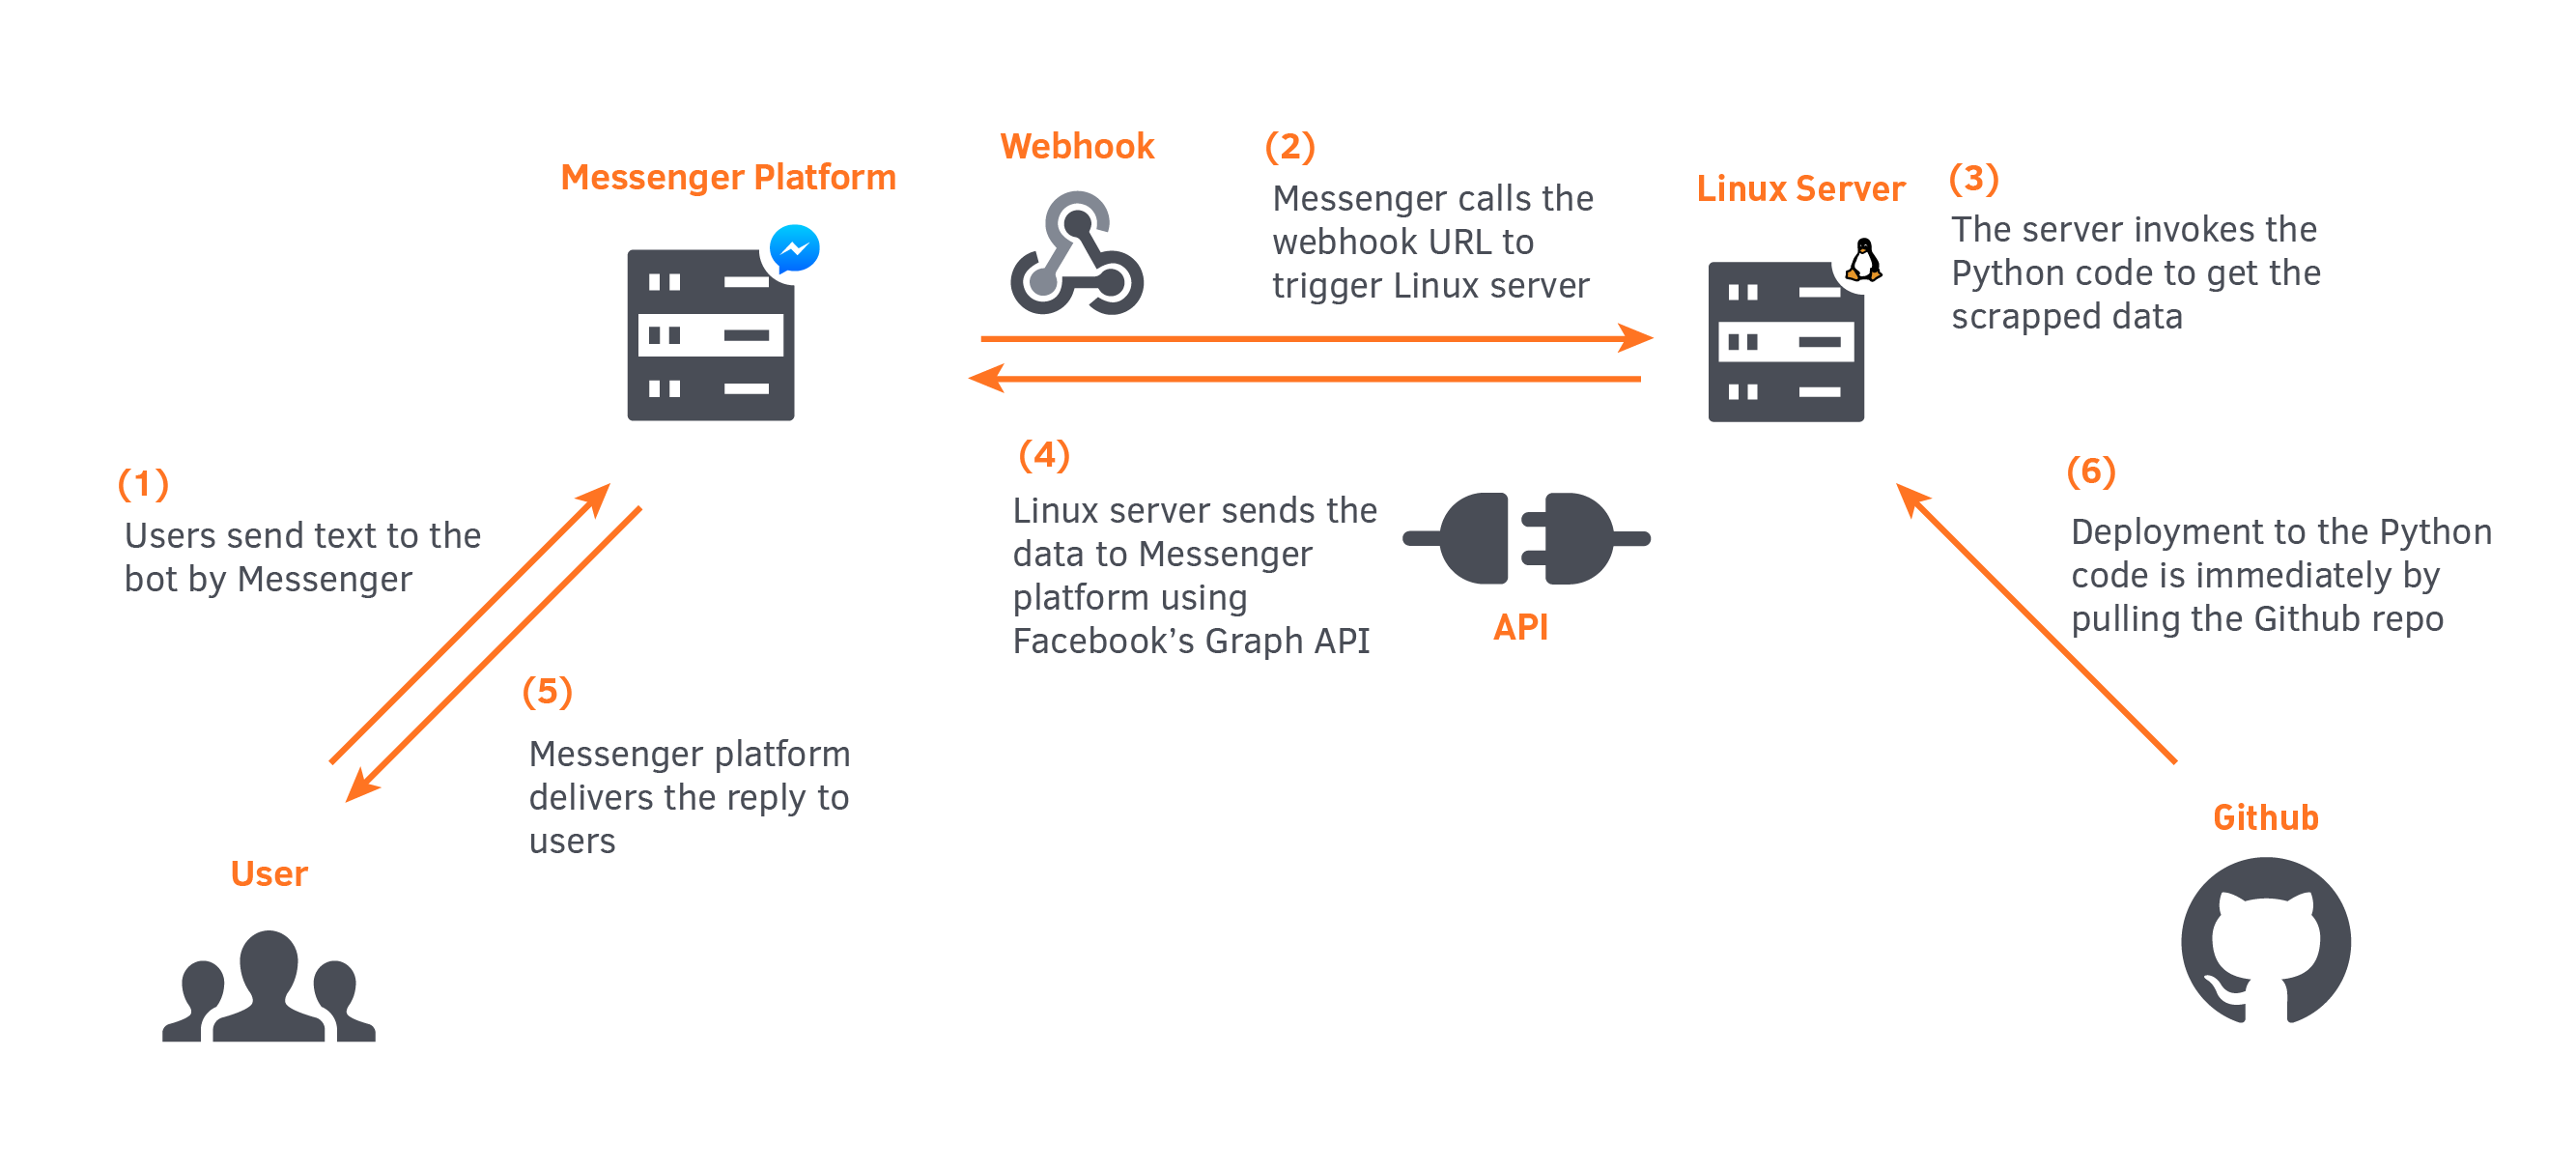 Messenger Platform
Webhook
(2)
Messenger calls the
webhook URL to
trigger Linux server
Linux Server
(3)
The server invokes the
Python code to get the
scrapped data
(1)
Users send text to the
bot by Messenger
(4)
Linux server sends the
data to Messenger
platform using
Facebook’s Graph API
API
(6)
Deployment to the Python
code is immediately by
pulling the Github repo
(5)
Messenger platform
delivers the reply to
users
User
Github